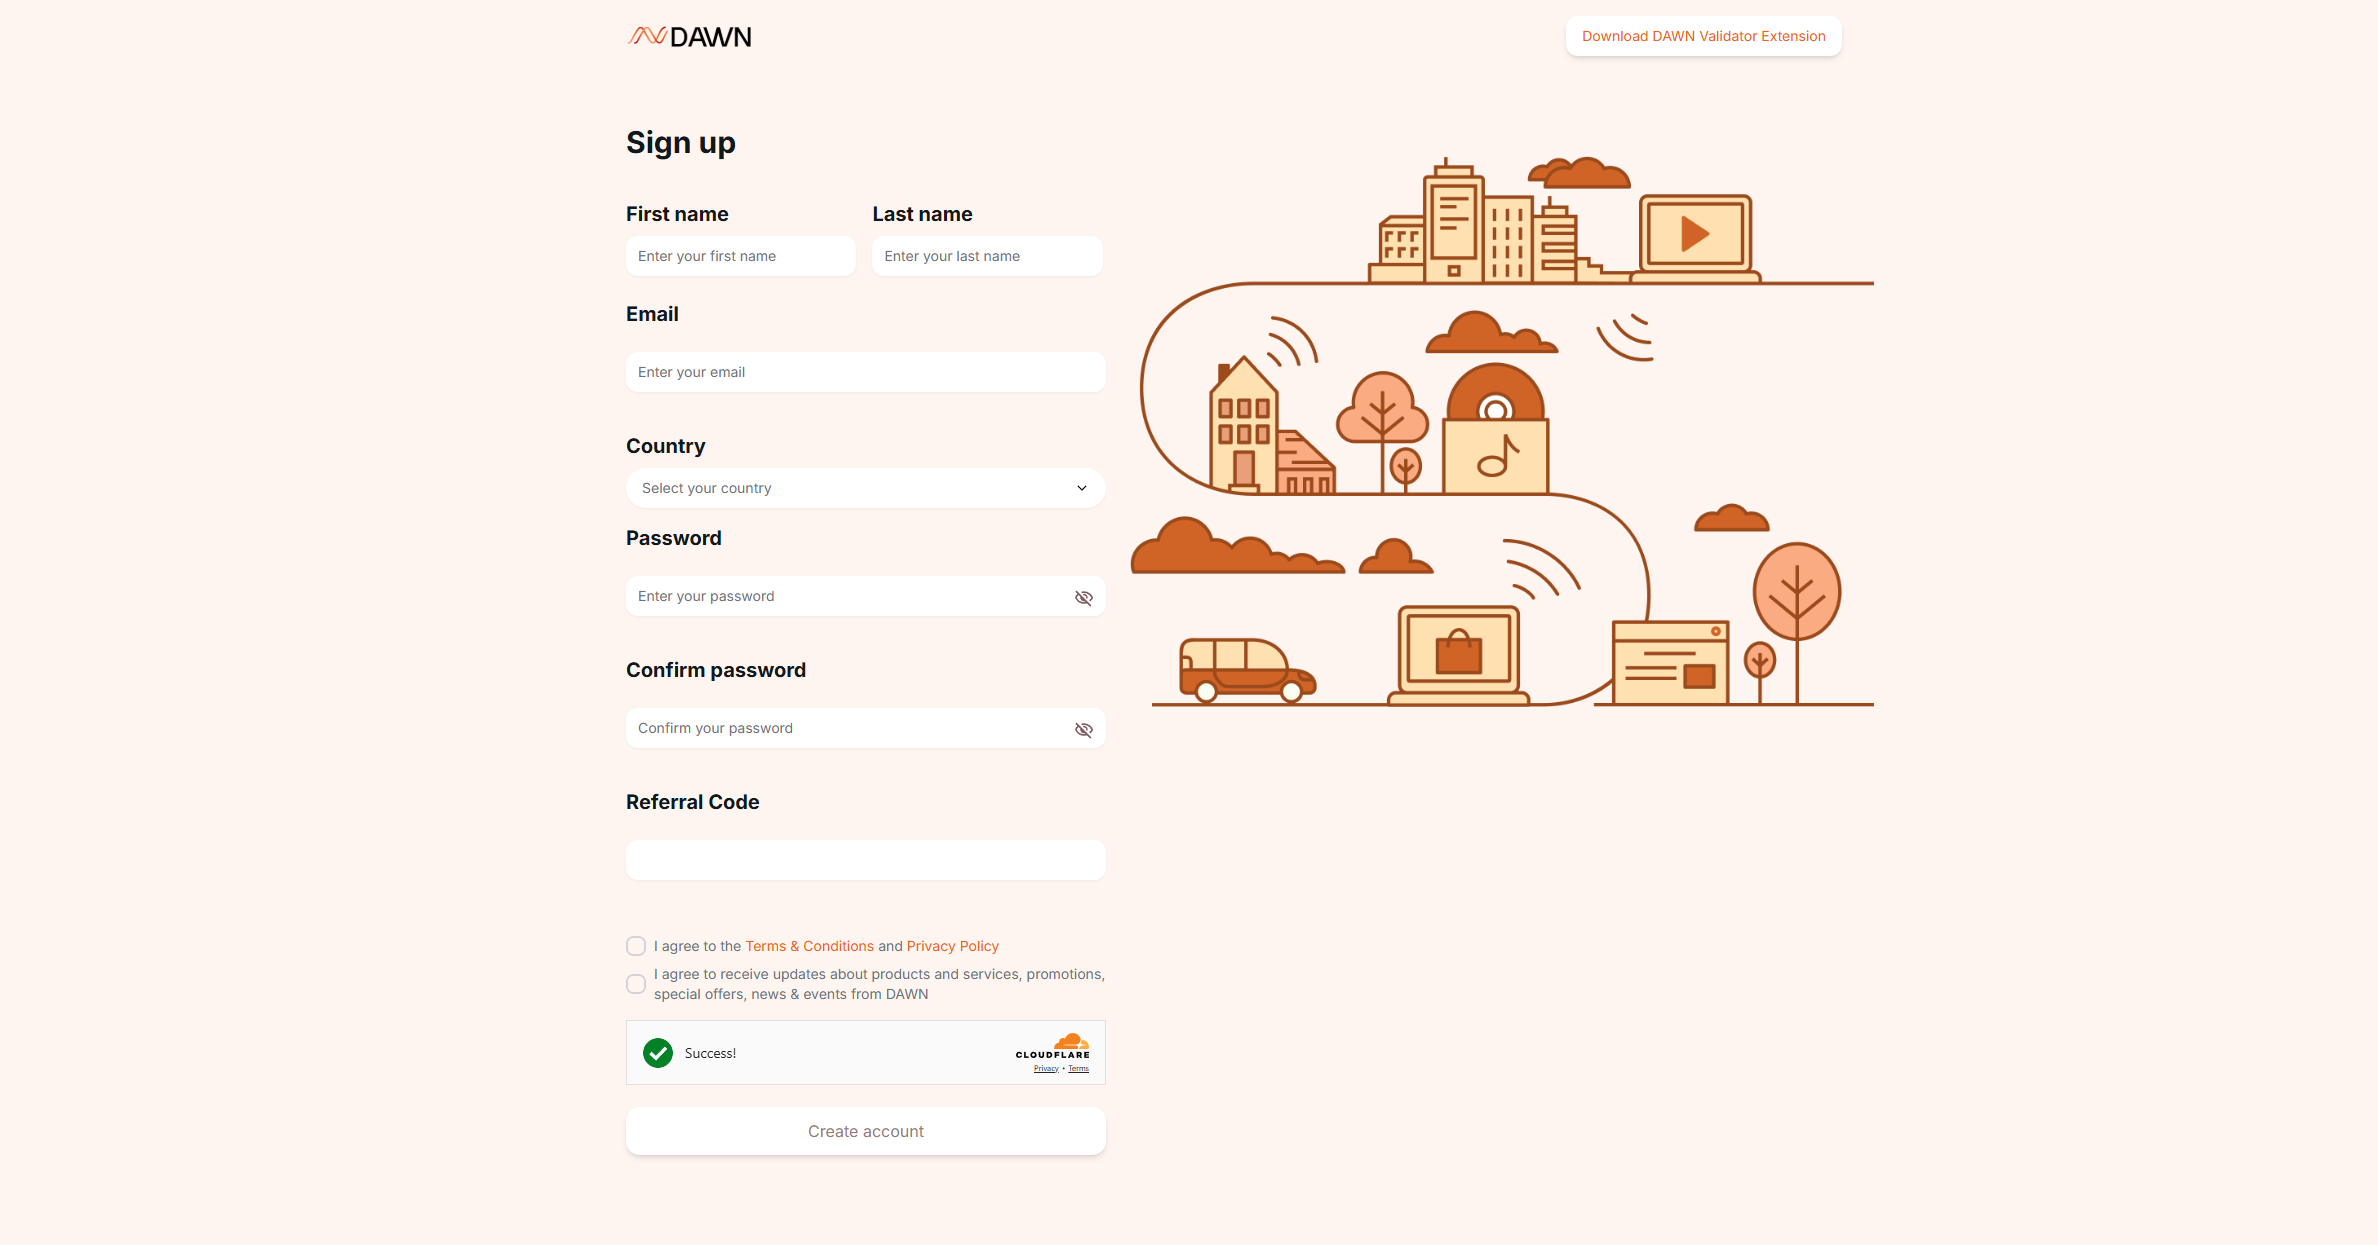 DAWN
Download DAWN Validator Extension
Sign up
First name
Last name
Enter your first name
Enter your last name
Email
Enter your email
Country
Select your country
Password
Enter your password
Confirm password
Confirm your password
Referral Code
I agree to the Terms & Conditions and Privacy Policy
I agree to receive updates about products and services, promotions,
special offers, news & events from DAWN
Success!
CLOUDFLARE
Privacy • Terms
Create account